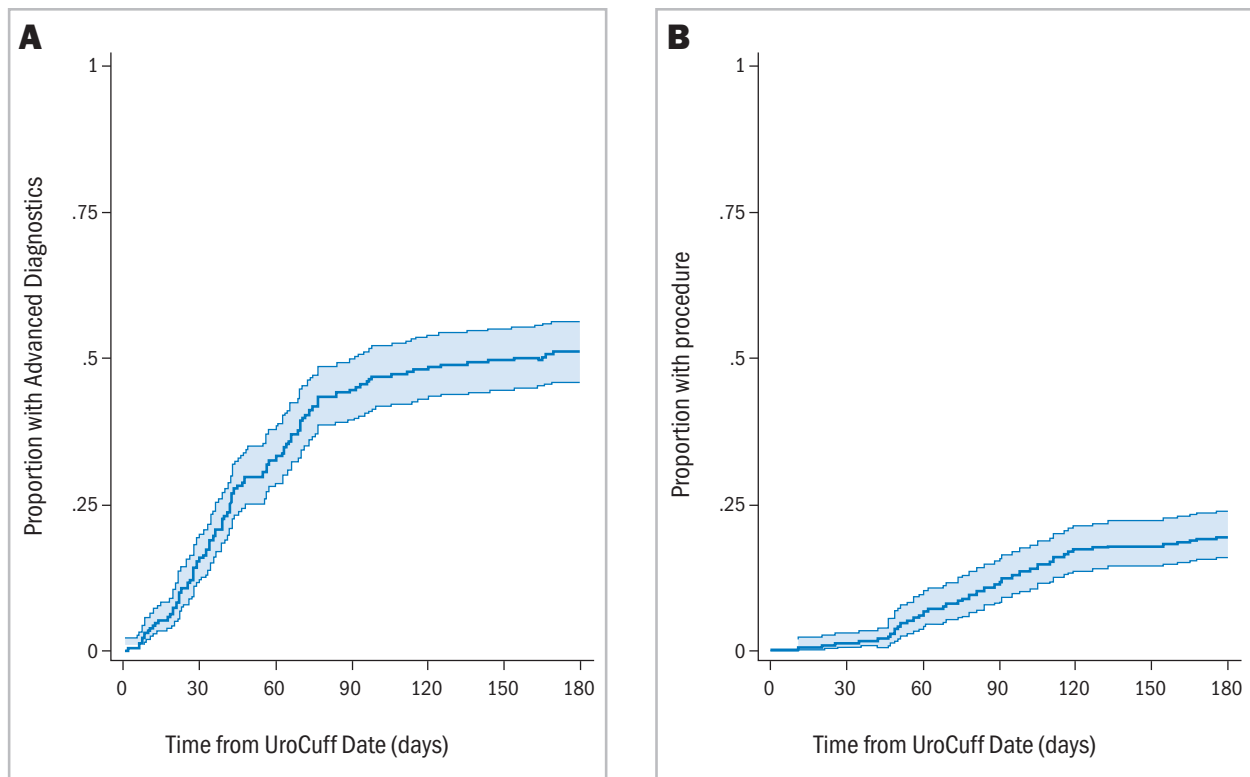 A
1
.75
.5
.25
0
Proportion with Advanced Diagnostics
0 30 60 90 120 150 180
Time from UroCuff Date (days)
B
1
.75
.5
.25
0
Proportion with procedure
0 30 60 90 120 150 180
Time from UroCuff Date (days)